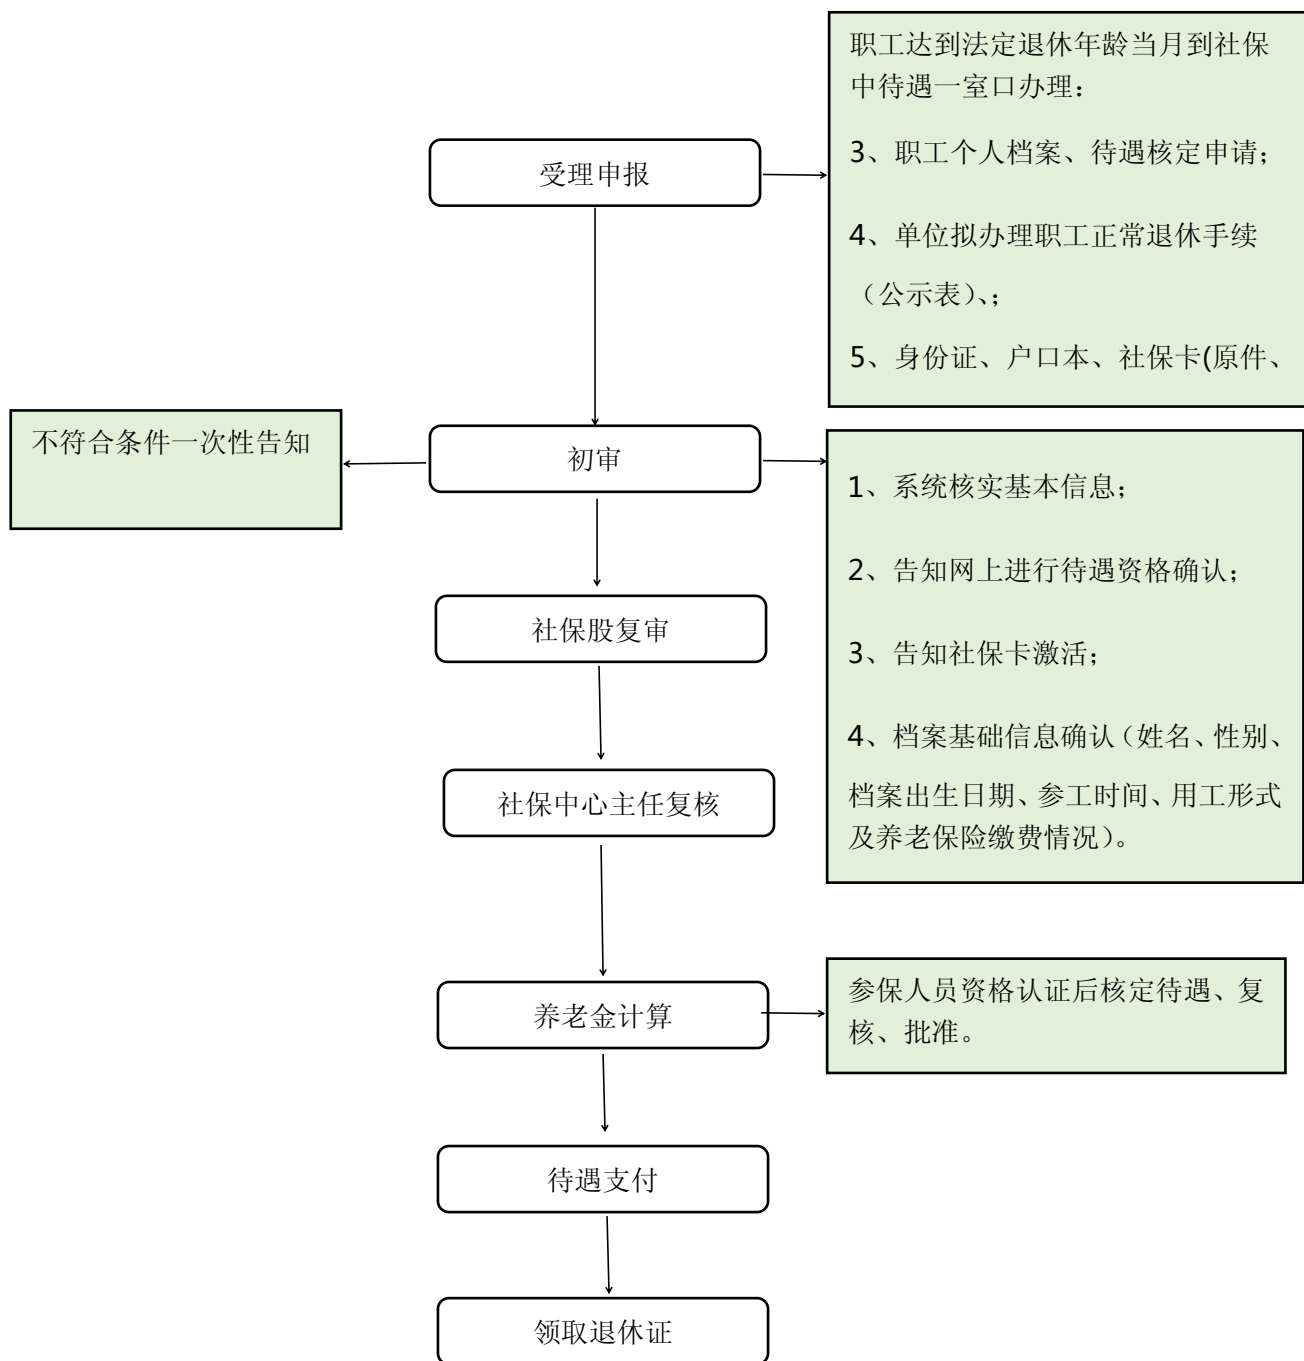 职工达到法定退休年龄当月到社保
中待遇一室口办理：
3、职工个人档案、待遇核定申请；
4、单位拟办理职工正常退休手续
（公示表）、；
5、身份证、户口本、社保卡(原件、
受理申报
不符合条件一次性告知
初审
1、系统核实基本信息；
2、告知网上进行待遇资格确认；
3、告知社保卡激活；
4、档案基础信息确认（姓名、性别、
档案出生日期、参工时间、用工形式
及养老保险缴费情况）。
社保股复审
社保中心主任复核
养老金计算
参保人员资格认证后核定待遇、复
核、批准。
待遇支付
领取退休证